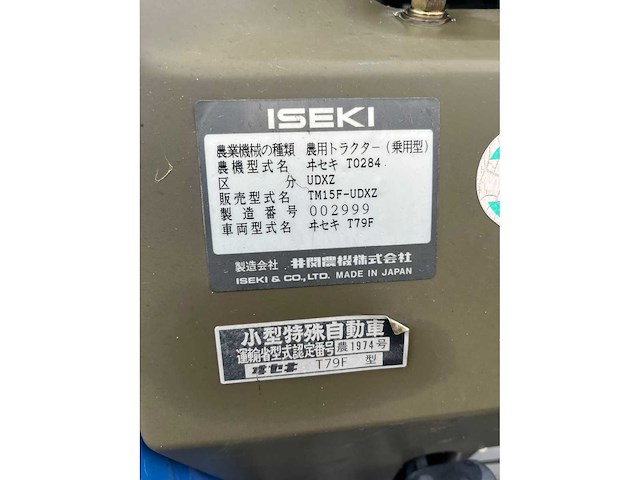 ISEKI
農業機械の種類 農用トラクター(乗用型)
農機型式名 ヰセキ T0284
区分 UDXZ
販売型式名 TM15F-UDXZ
製造番号 002999
車両型式名 ヰセキ T79F
製造会社 井関農機株式会社
ISEKI & CO., LTD. MADE IN JAPAN
小型特殊自動車
運輸省型式認定番号 農1974号
ヰセキ T79F 型